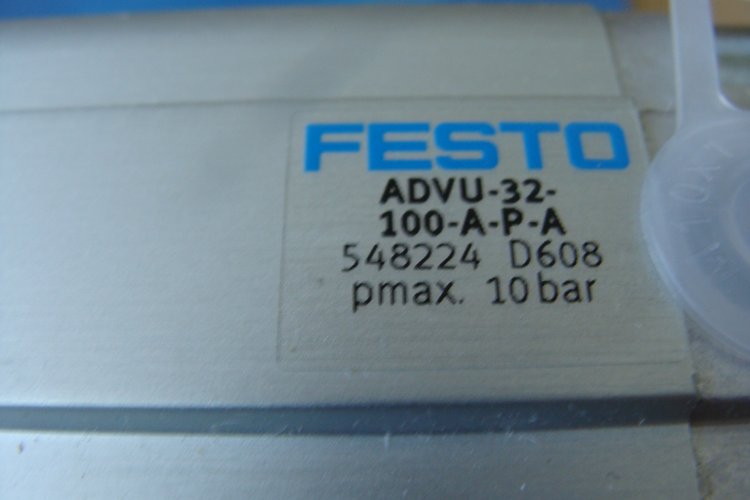 FESTO
ADVU-32-
100-A-P-A
548224 D608
pmax. 10 bar